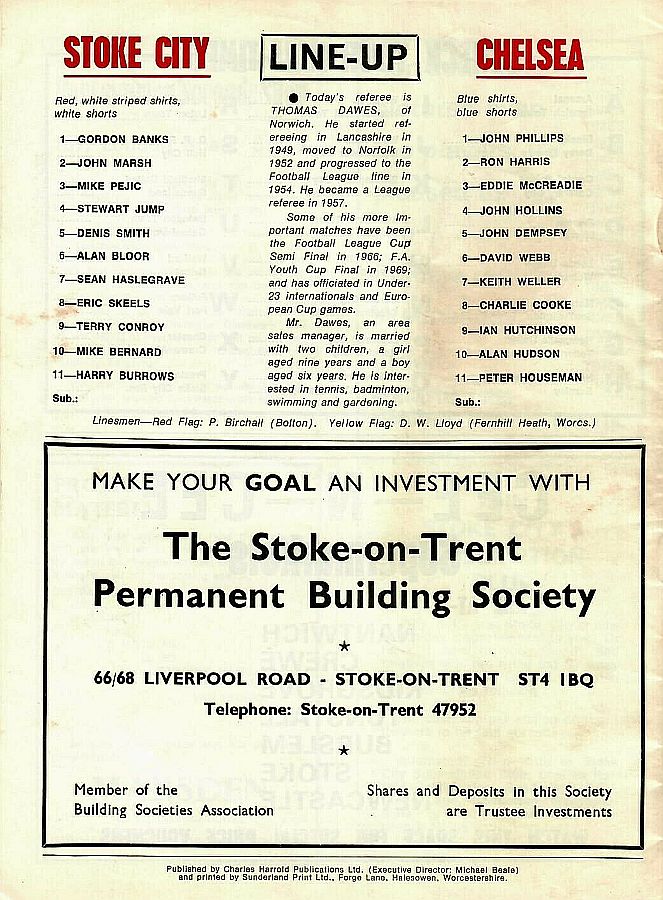 STOKE CITY
LINE-UP
CHELSEA
Red, white striped shirts,
white shorts
1—GORDON BANKS
2—JOHN MARSH
3—MIKE PEJIC
4—STEWART JUMP
5—DENIS SMITH
6—ALAN BLOOR
7—SEAN HASLEGRAVE
8—ERIC SKEELS
9—TERRY CONROY
10—MIKE BERNARD
11—HARRY BURROWS
Sub.:
● Today's referee is
THOMAS DAWES, of
Norwich. He started ref-
ereeing in Lancashire in
1949, moved to Norfolk in
1952 and progressed to the
Football League line in
1954. He became a League
referee in 1957.
Some of his more im-
portant matches have been
the Football League Cup
Semi Final in 1966; F.A.
Youth Cup Final in 1969;
and has officiated in Under-
23 internationals and Euro-
pean Cup games.
Mr. Dawes, an area
sales manager, is married
with two children, a girl
aged nine years and a boy
aged six years. He is inter-
ested in tennis, badminton,
swimming and gardening.
Blue shirts,
blue shorts
1—JOHN PHILLIPS
2—RON HARRIS
3—EDDIE McCREADIE
4—JOHN HOLLINS
5—JOHN DEMPSEY
6—DAVID WEBB
7—KEITH WELLER
8—CHARLIE COOKE
9—IAN HUTCHINSON
10—ALAN HUDSON
11—PETER HOUSEMAN
Sub.:
Linesmen—Red Flag: P. Birchall (Bolton). Yellow Flag: D. W. Lloyd (Fernhill Heath, Worcs.)
MAKE YOUR GOAL AN INVESTMENT WITH
The Stoke-on-Trent
Permanent Building Society
★
66/68 LIVERPOOL ROAD - STOKE-ON-TRENT ST4 1BQ
Telephone: Stoke-on-Trent 47952
★
Member of the
Building Societies Association
Shares and Deposits in this Society
are Trustee Investments
Published by Charles Harrold Publications Ltd. (Executive Director: Michael Beale)
and printed by Sunderland Print Ltd., Forge Lane, Halesowen, Worcestershire.